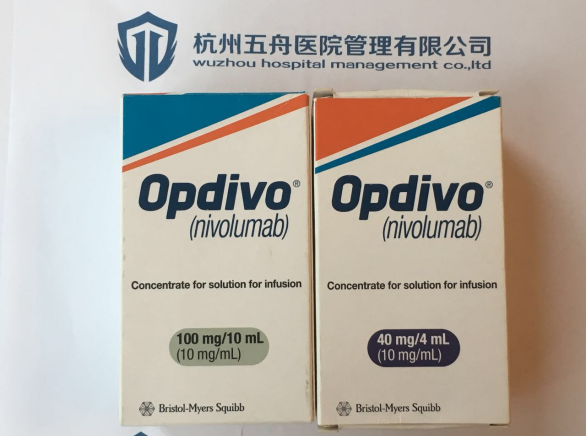 杭州五舟医院管理有限公司
wuzhou hospital management co.,ltd
Opdivo®
(nivolumab)
Concentrate for solution for infusion
100 mg/10 mL
(10 mg/mL)
Bristol-Myers Squibb
Opdivo®
(nivolumab)
Concentrate for solution for infusion
40 mg/4 mL
(10 mg/mL)
Bristol-Myers Squibb